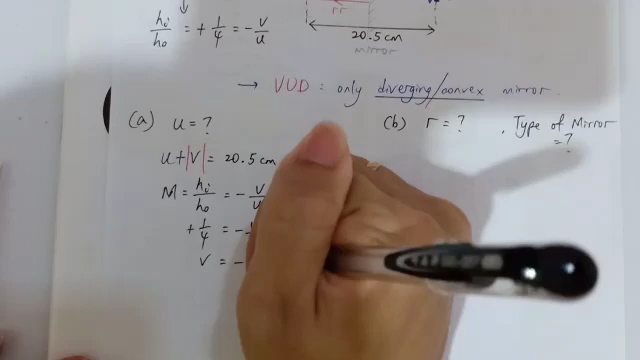 rr
hi/ho = + 1/4 = - v/u
20.5 cm
mirror
→ VUD : only diverging/convex mirror.
(a) u = ?
(b) r = ? , Type of Mirror = ?
u + |v| = 20.5 cm
M = hi/ho = - v/u
+ 1/4 = -
v = -